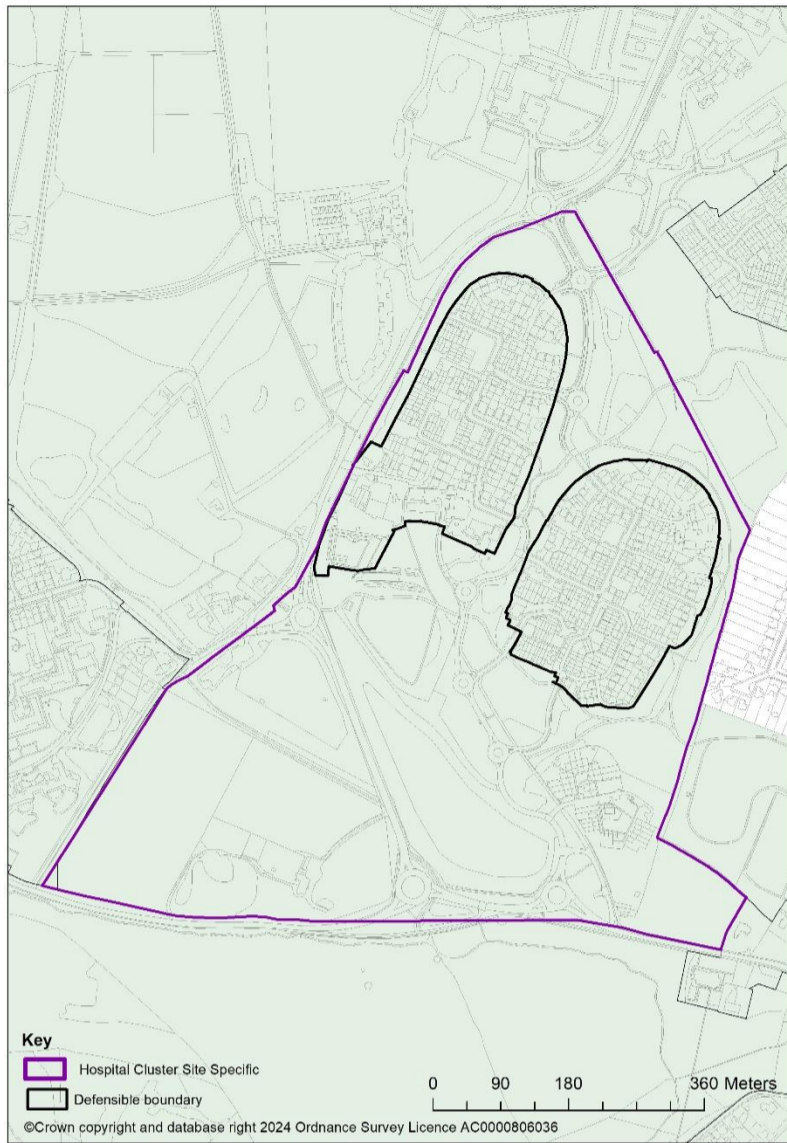 Key
Hospital Cluster Site Specific
Defensible boundary
0 90 180 360 Meters
©Crown copyright and database right 2024 Ordnance Survey Licence AC0000806036